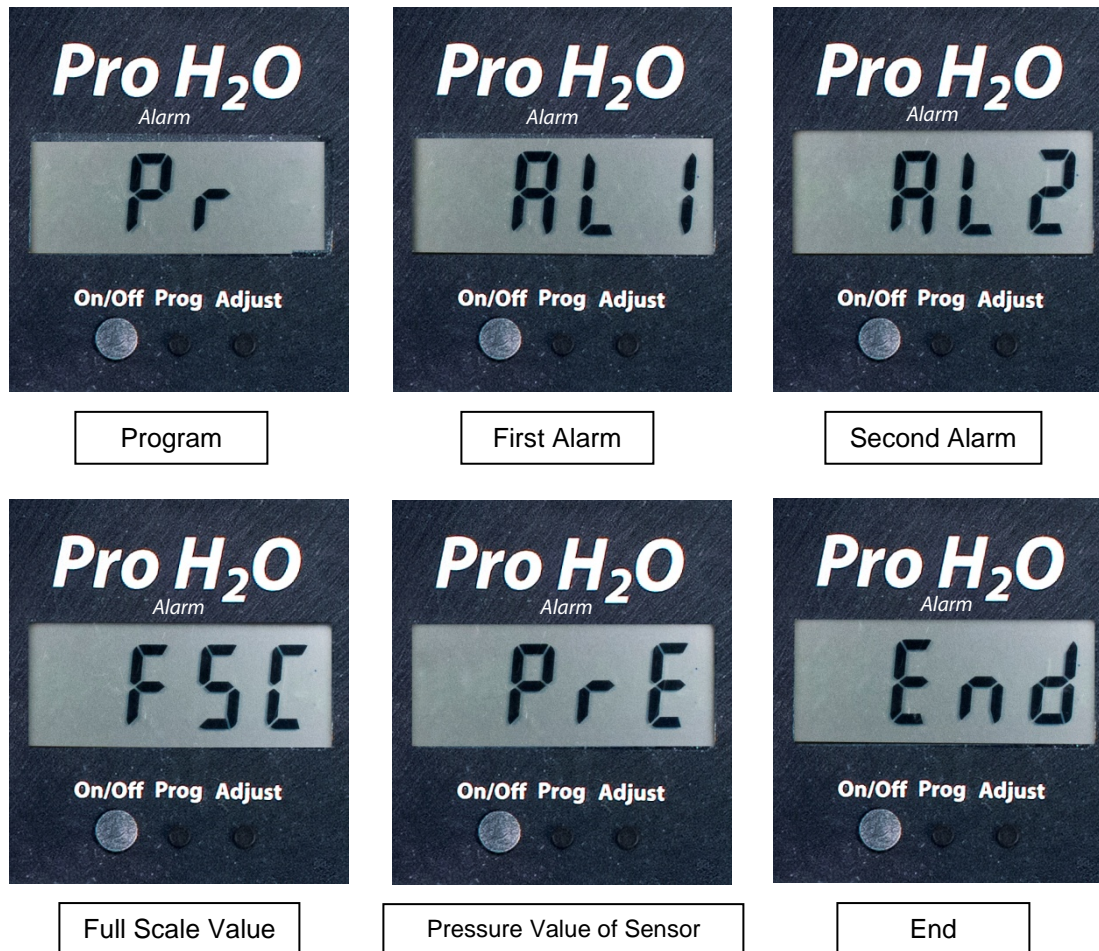 Pro H₂O
Alarm
Pr
On/Off Prog Adjust
Program
Pro H₂O
Alarm
AL1
On/Off Prog Adjust
First Alarm
Pro H₂O
Alarm
AL2
On/Off Prog Adjust
Second Alarm
Pro H₂O
Alarm
FSC
On/Off Prog Adjust
Full Scale Value
Pro H₂O
Alarm
PrE
On/Off Prog Adjust
Pressure Value of Sensor
Pro H₂O
Alarm
End
On/Off Prog Adjust
End